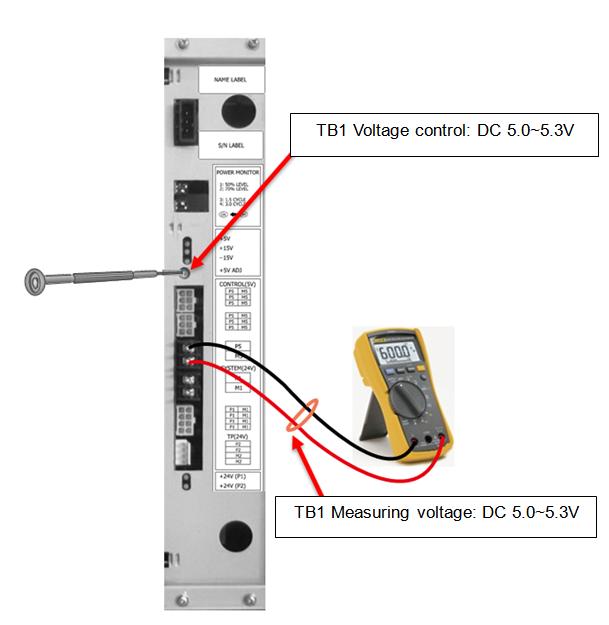 NAME LABEL
TB1 Voltage control: DC 5.0~5.3V
S/N LABEL
POWER MONITOR
1: 50% LEVEL
2: 70% LEVEL
3: 1.5 CYCLE
4: 3.0 CYCLE
+5V
+15V
-15V
+5V ADJ
CONTROL(5V)
P5 M5
P5 M5
P5 M5
P5 M5
P5 M5
P5 M5
P5
M5
600.0
SYSTEM(24V)
M1
P1 M1
P1 M1
P1 M1
P1 M1
TP(24V)
P2
P2
M2
M2
+24V (P1)
+24V (P2)
TB1 Measuring voltage: DC 5.0~5.3V